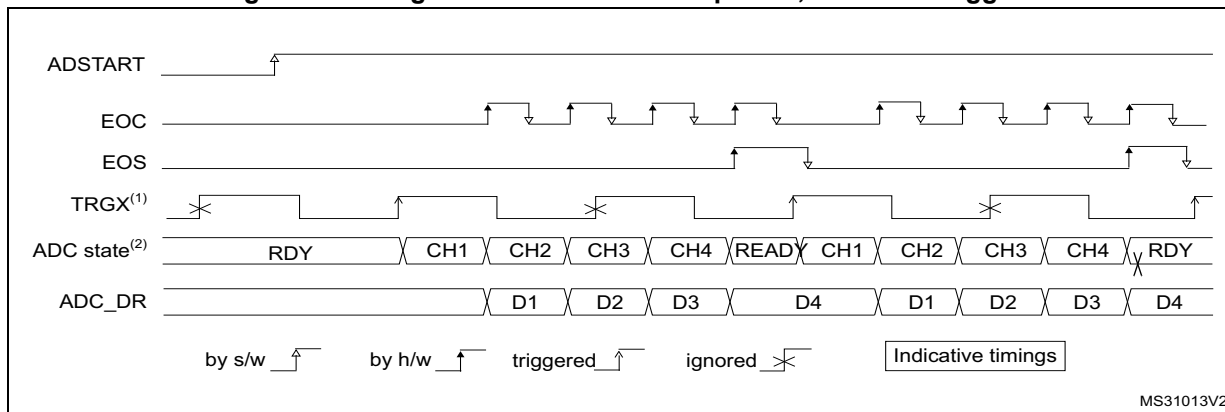 ADSTART
EOC
EOS
TRGX(1)
ADC state(2) RDY CH1 CH2 CH3 CH4 READY CH1 CH2 CH3 CH4 RDY
ADC_DR D1 D2 D3 D4 D1 D2 D3 D4
by s/w by h/w triggered ignored Indicative timings
MS31013V2